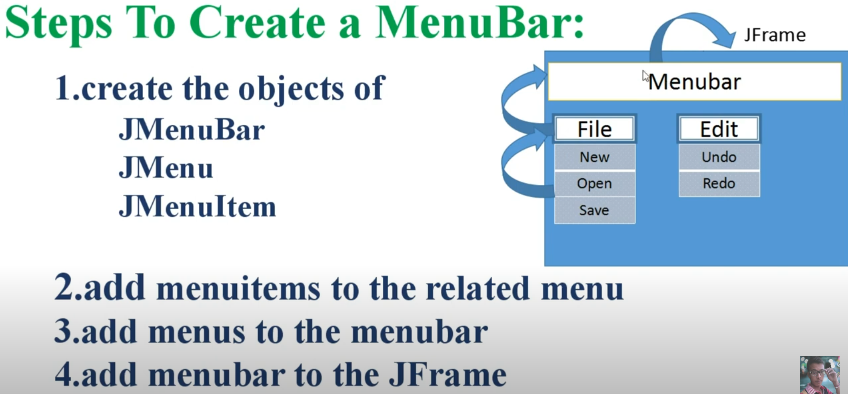 Steps To Create a MenuBar:
1.create the objects of
JMenuBar
JMenu
JMenuItem
2.add menuitems to the related menu
3.add menus to the menubar
4.add menubar to the JFrame
JFrame
Menubar
File
New
Open
Save
Edit
Undo
Redo